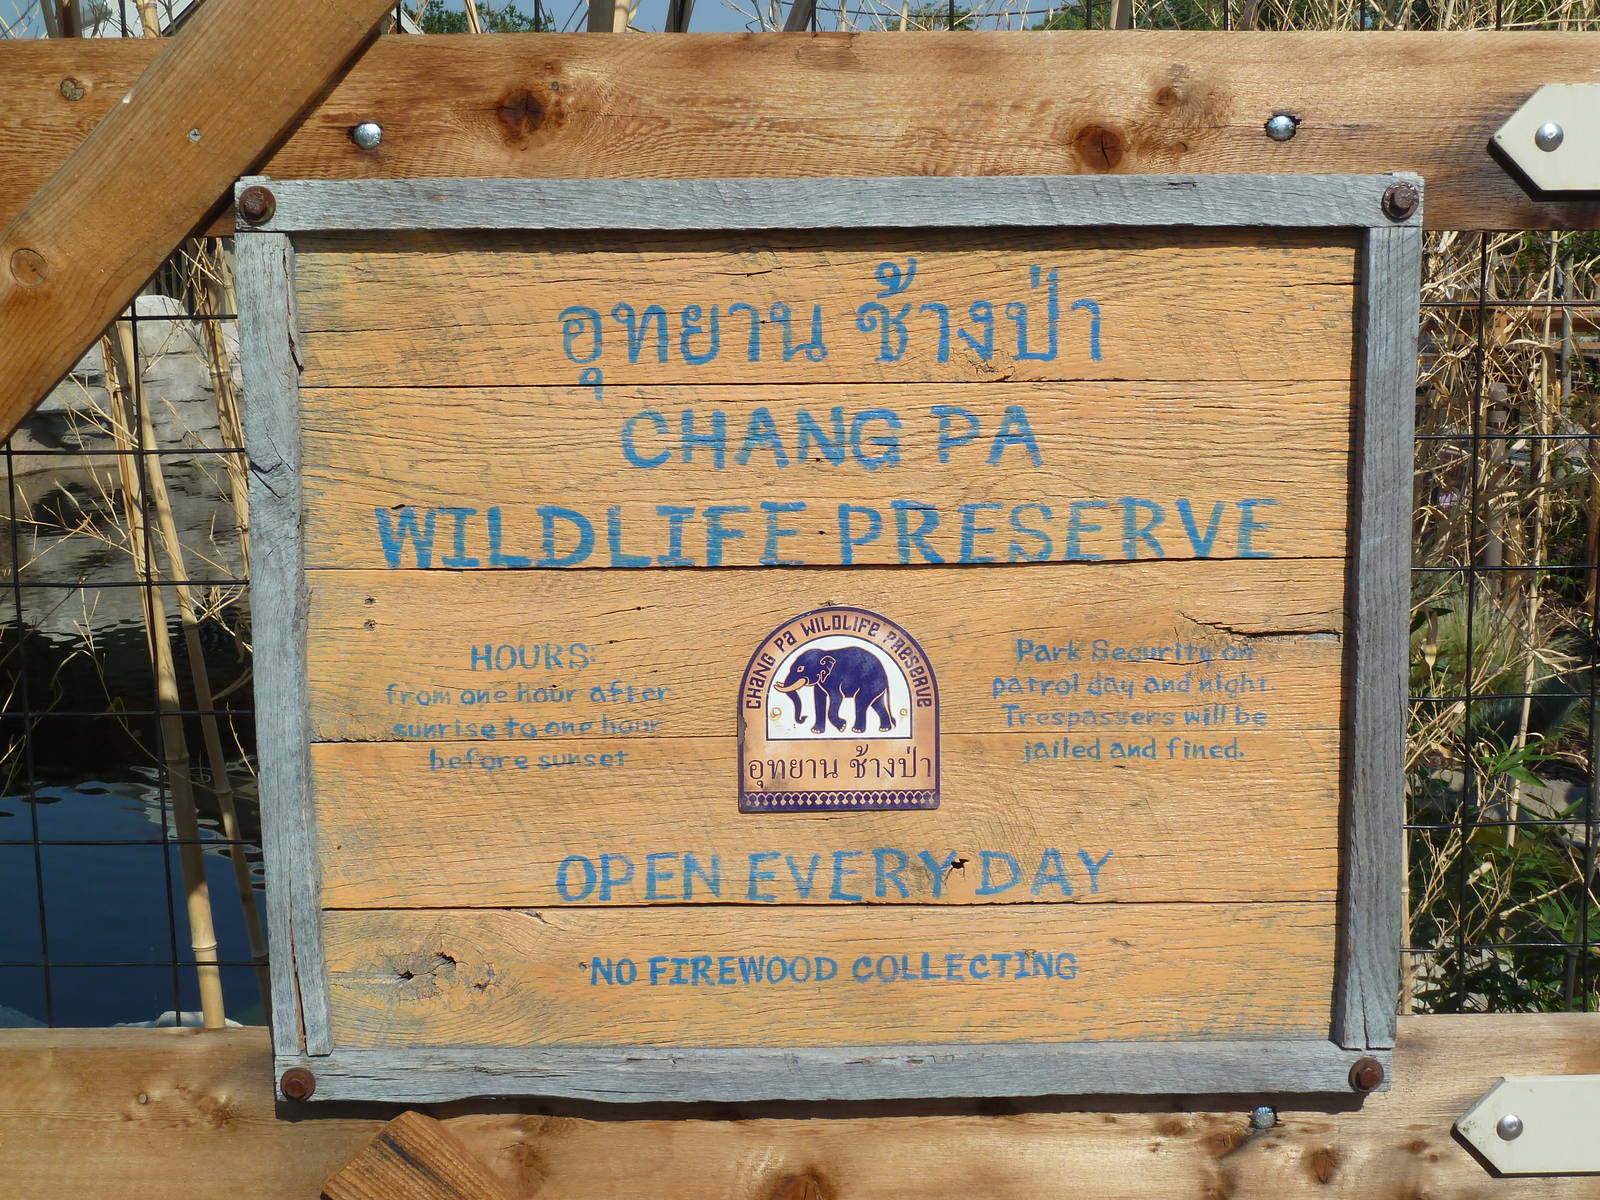 อุทยาน ช้างป่า
CHANG PA
WILDLIFE PRESERVE
HOURS:
from one hour after
sunrise to one hour
before sunset
CHANG PA WILDLIFE PRESERVE
อุทยาน ช้างป่า
Park Security on
patrol day and night.
Trespassers will be
jailed and fined.
OPEN EVERY DAY
NO FIREWOOD COLLECTING